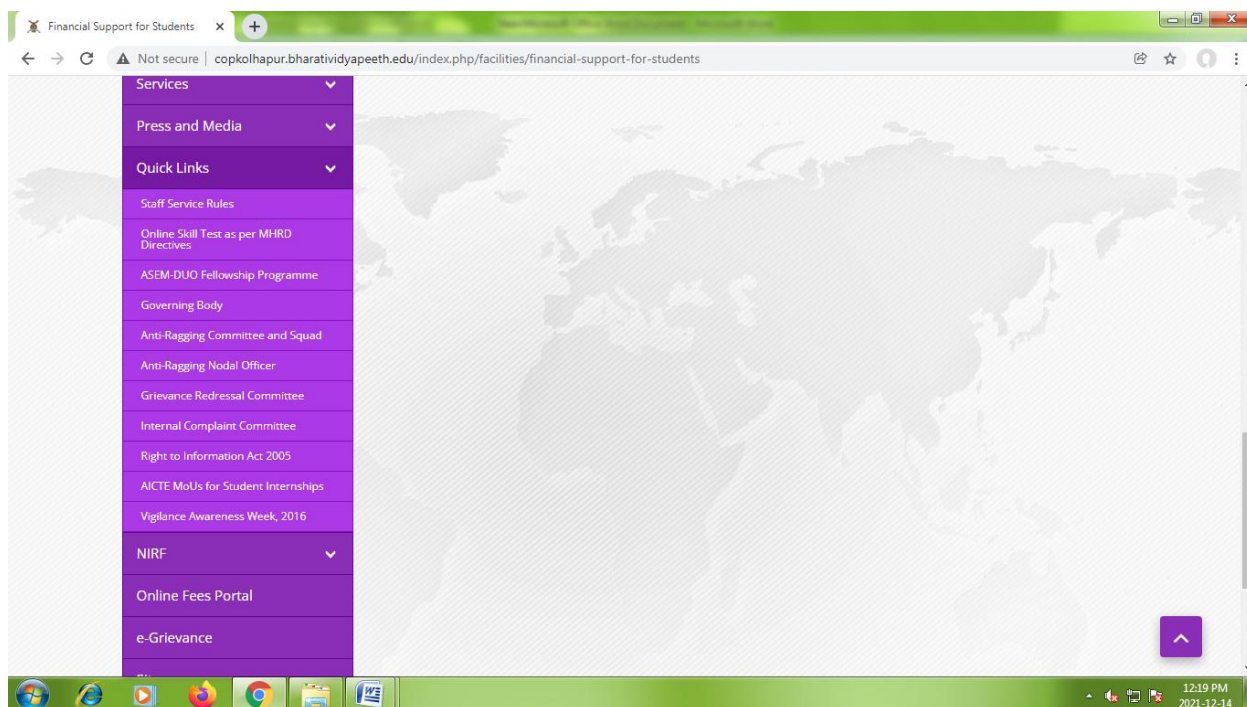 Financial Support for Students
Not secure | copkolhapur.bharatividyapeeth.edu/index.php/facilities/financial-support-for-students
Services
Press and Media
Quick Links
Staff Service Rules
Online Skill Test as per MHRD
Directives
ASEM-DUO Fellowship Programme
Governing Body
Anti-Ragging Committee and Squad
Anti-Ragging Nodal Officer
Grievance Redressal Committee
Internal Complaint Committee
Right to Information Act 2005
AICTE MoUs for Student Internships
Vigilance Awareness Week, 2016
NIRF
Online Fees Portal
e-Grievance
12:19 PM
2021-12-14